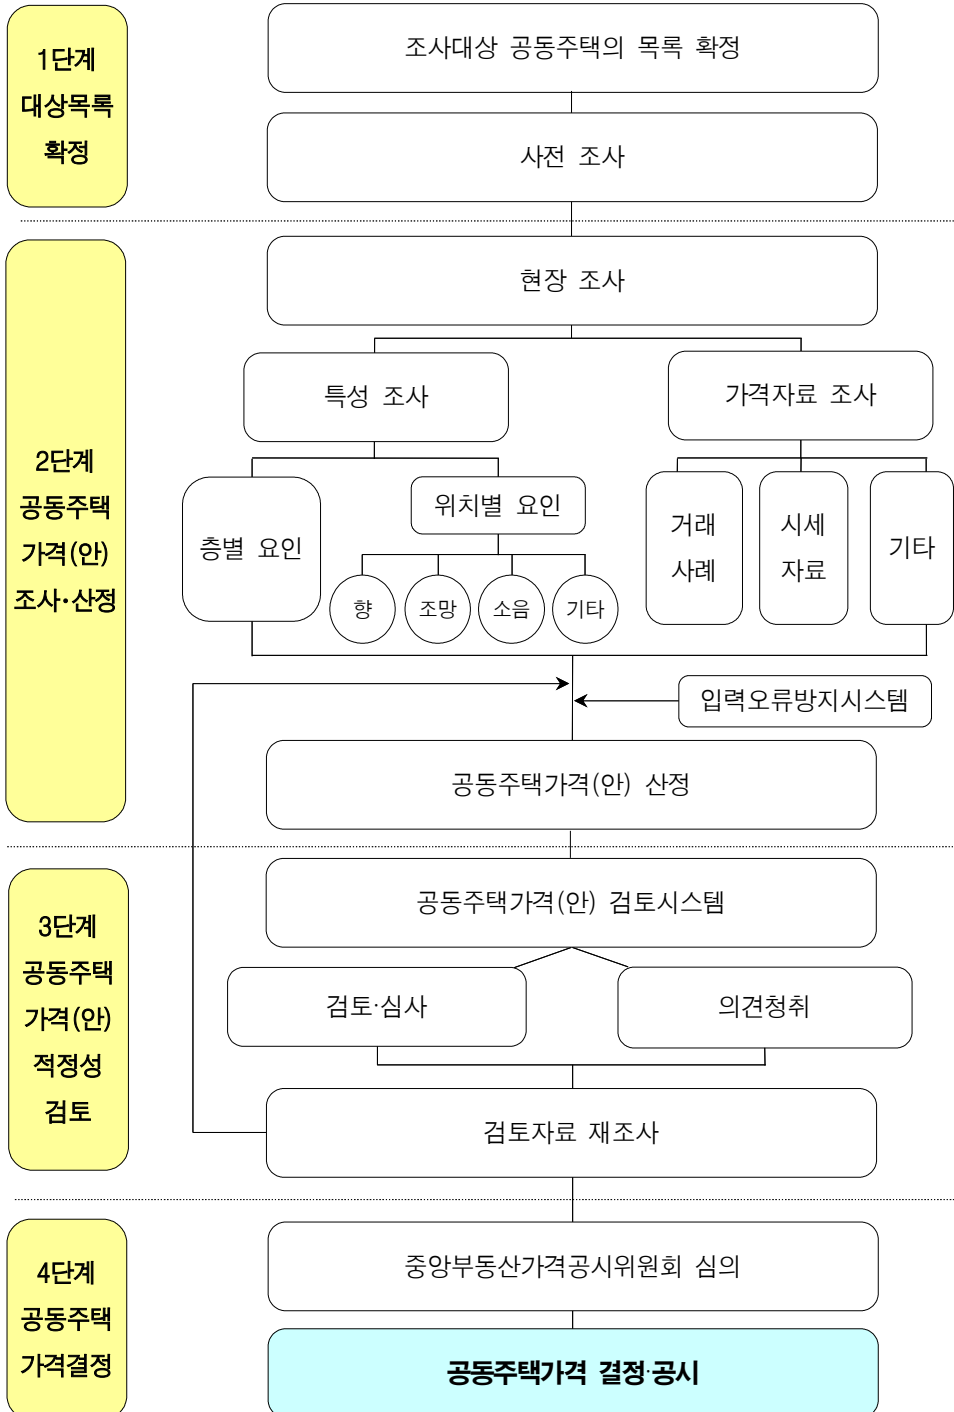 1단계
대상목록
확정
조사대상 공동주택의 목록 확정
사전 조사
2단계
공동주택
가격(안)
조사·산정
현장 조사
특성 조사
가격자료 조사
층별 요인
위치별 요인
향
조망
소음
기타
거래
사례
시세
자료
기타
입력오류방지시스템
공동주택가격(안) 산정
3단계
공동주택
가격(안)
적정성
검토
공동주택가격(안) 검토시스템
검토·심사
의견청취
검토자료 재조사
4단계
공동주택
가격결정
중앙부동산가격공시위원회 심의
공동주택가격 결정·공시